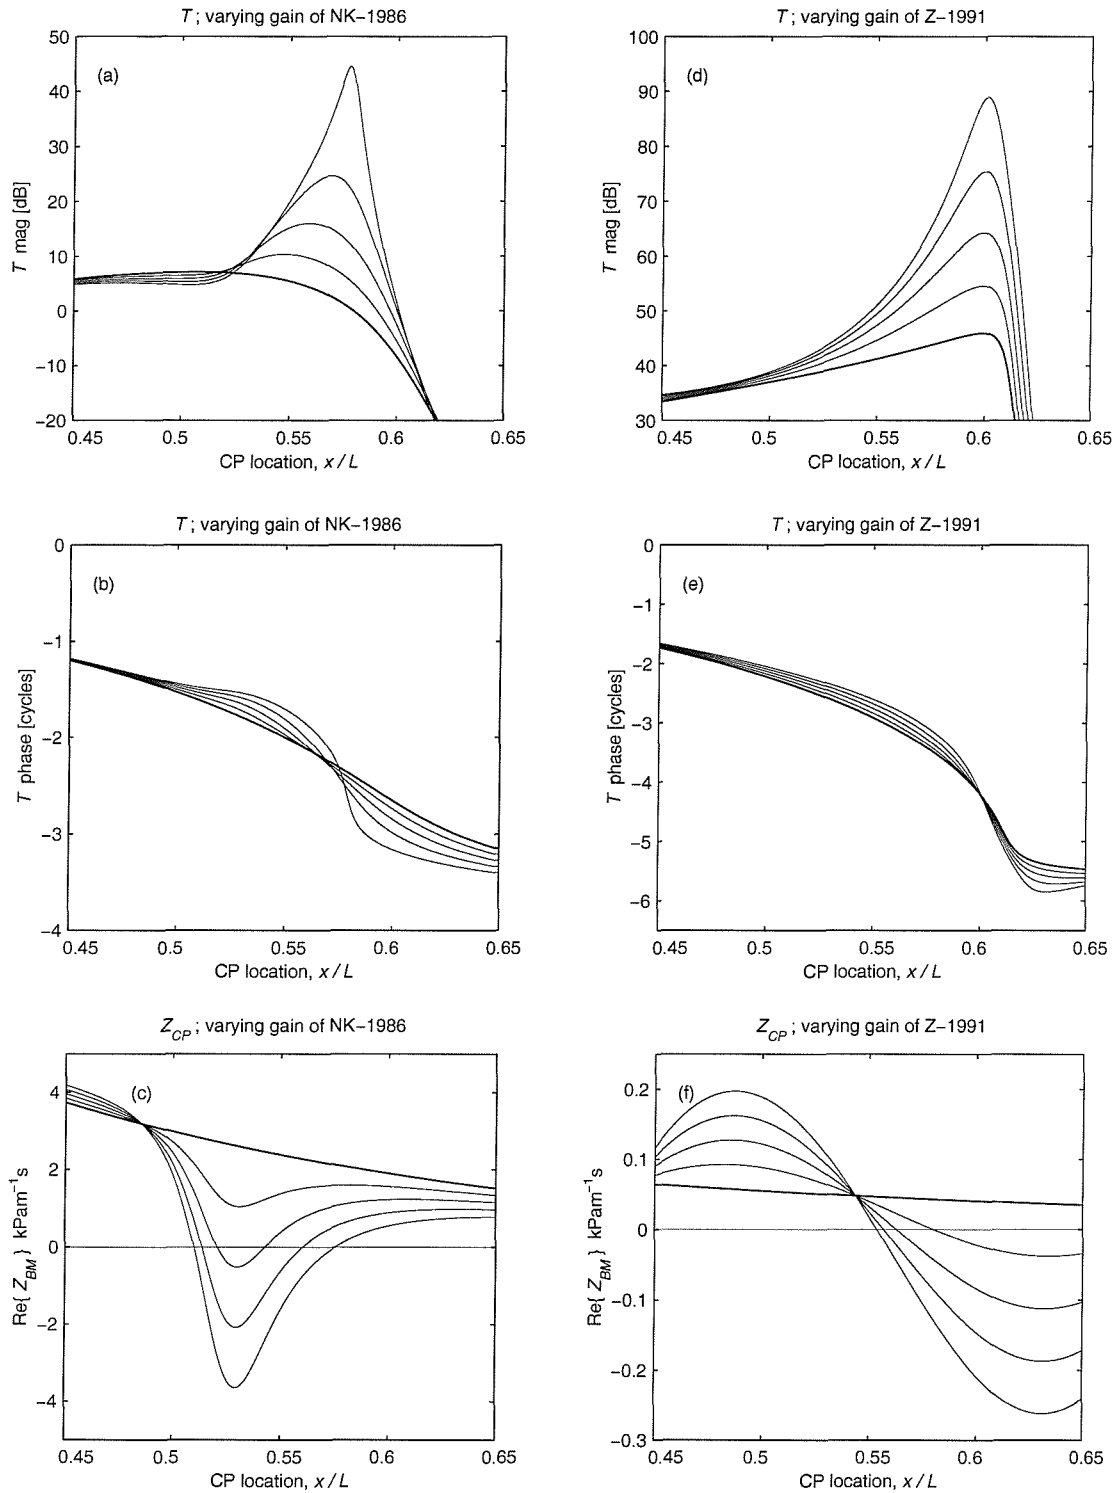 T ; varying gain of NK−1986
(a)
T mag [dB]
50
40
30
20
10
0
−10
−20
0.45
0.5
0.55
0.6
0.65
CP location, x / L
T ; varying gain of Z−1991
(d)
T mag [dB]
100
90
80
70
60
50
40
30
0.45
0.5
0.55
0.6
0.65
CP location, x / L
T ; varying gain of NK−1986
(b)
T phase [cycles]
0
−1
−2
−3
−4
0.45
0.5
0.55
0.6
0.65
CP location, x / L
T ; varying gain of Z−1991
(e)
T phase [cycles]
0
−1
−2
−3
−4
−5
−6
0.45
0.5
0.55
0.6
0.65
CP location, x / L
Z_CP ; varying gain of NK−1986
(c)
Re{ Z_BM } kPam⁻¹s
4
2
0
−2
−4
0.45
0.5
0.55
0.6
0.65
CP location, x / L
Z_CP ; varying gain of Z−1991
(f)
Re{ Z_BM } kPam⁻¹s
0.2
0.1
0
−0.1
−0.2
−0.3
0.45
0.5
0.55
0.6
0.65
CP location, x / L